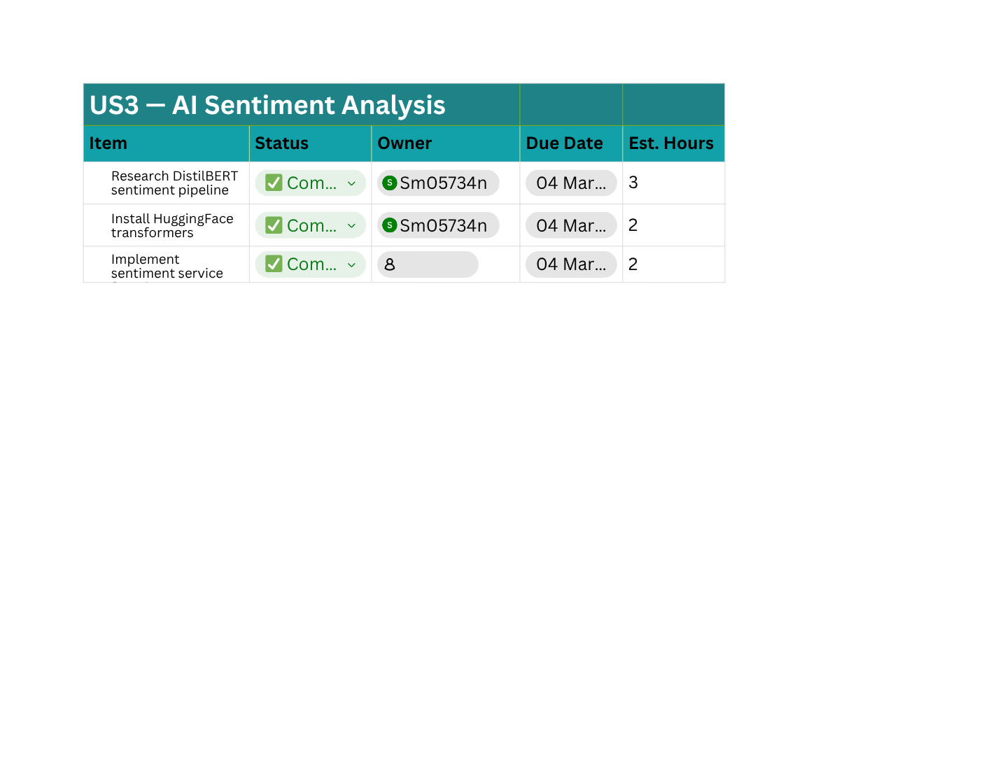 US3 — AI Sentiment Analysis
Item Status Owner Due Date Est. Hours
Research DistilBERT
sentiment pipeline
✅ Com... S Sm05734n 04 Mar... 3
Install HuggingFace
transformers
✅ Com... S Sm05734n 04 Mar... 2
Implement
sentiment service
✅ Com... 04 Mar... 2